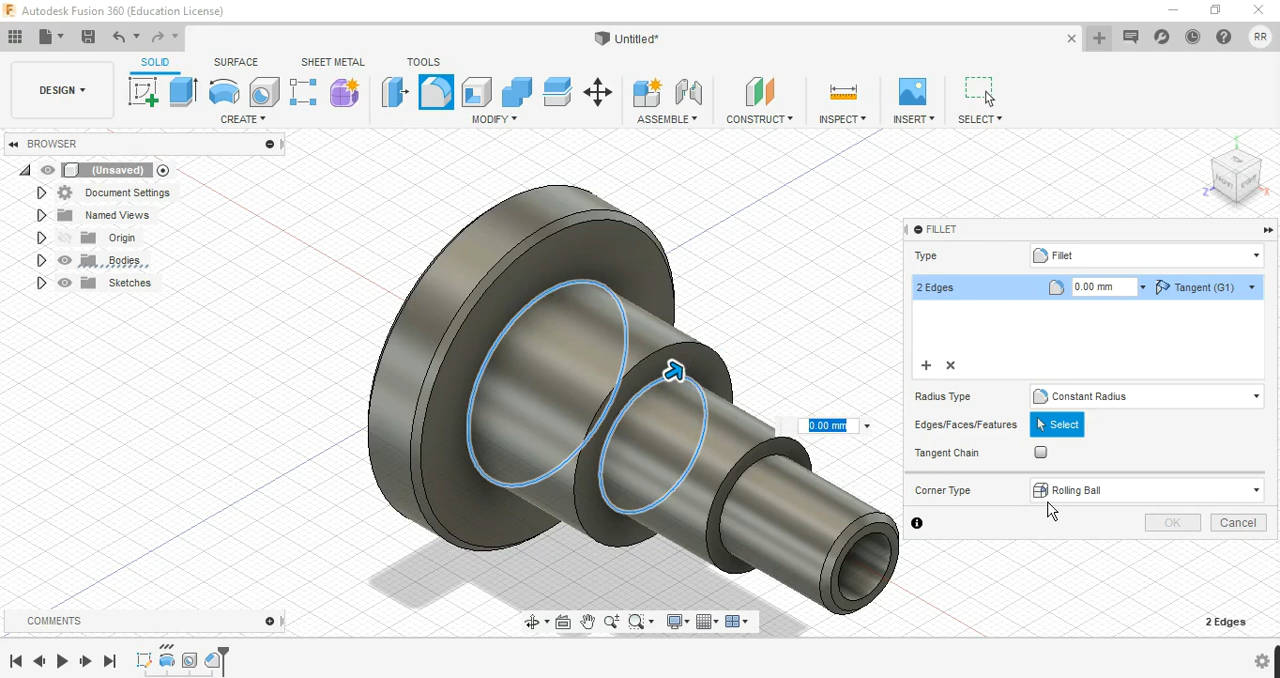 Autodesk Fusion 360 (Education License)
Untitled*
RR
DESIGN
SOLID
SURFACE
SHEET METAL
TOOLS
CREATE
MODIFY
ASSEMBLE
CONSTRUCT
INSPECT
INSERT
SELECT
BROWSER
(Unsaved)
Document Settings
Named Views
Origin
Bodies
Sketches
FILLET
Type
Fillet
2 Edges
0.00 mm
Tangent (G1)
Radius Type
Constant Radius
Edges/Faces/Features
Select
Tangent Chain
Corner Type
Rolling Ball
OK
Cancel
0.00 mm
COMMENTS
2 Edges